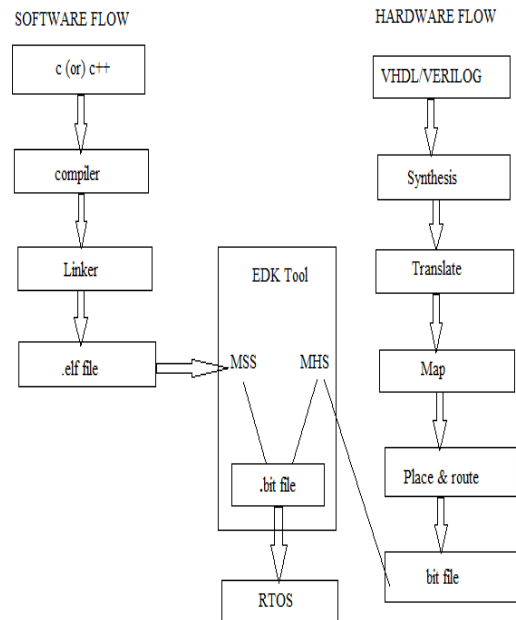 SOFTWARE FLOW
c (or) c++
compiler
Linker
.elf file
EDK Tool
MSS
MHS
.bit file
RTOS
HARDWARE FLOW
VHDL/VERILOG
Synthesis
Translate
Map
Place & route
bit file